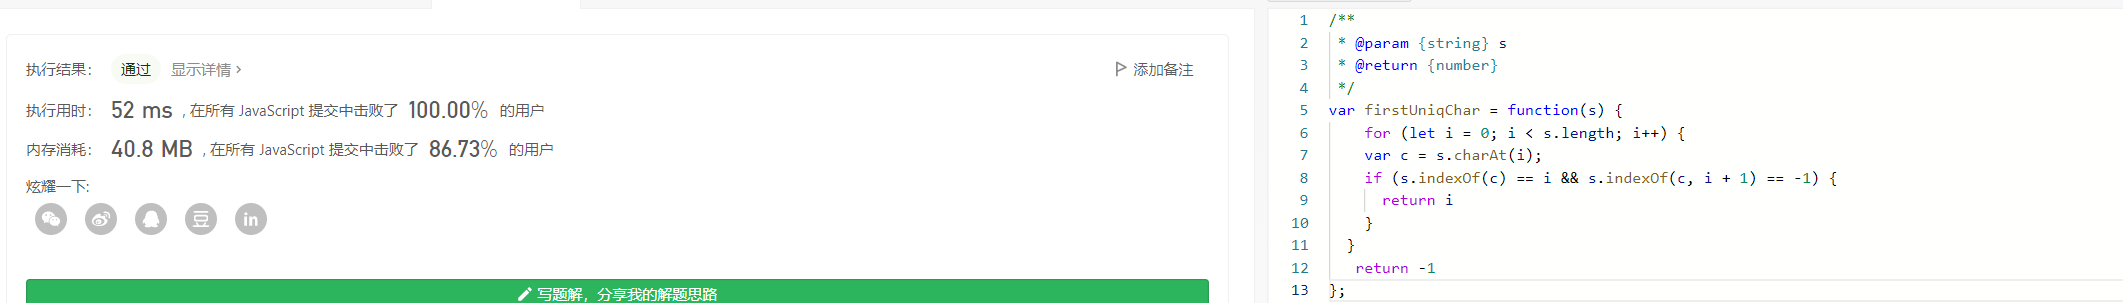 执行结果： 通过 显示详情 ›
添加备注
执行用时： 52 ms , 在所有 JavaScript 提交中击败了 100.00% 的用户
内存消耗： 40.8 MB , 在所有 JavaScript 提交中击败了 86.73% 的用户
炫耀一下:
豆 in
写题解，分享我的解题思路
1 /**
2  * @param {string} s
3  * @return {number}
4  */
5 var firstUniqChar = function(s) {
6     for (let i = 0; i < s.length; i++) {
7     var c = s.charAt(i);
8     if (s.indexOf(c) == i && s.indexOf(c, i + 1) == -1) {
9       return i
10     }
11   }
12    return -1
13 };